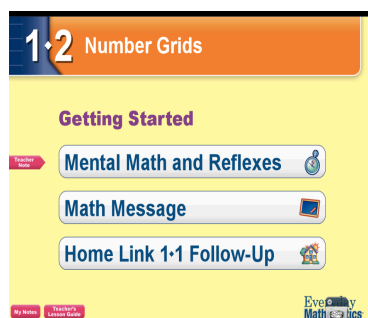 1·2 Number Grids
Getting Started
Teacher
Note
Mental Math and Reflexes
Math Message
Home Link 1·1 Follow-Up
My Notes
Teacher's
Lesson Guide